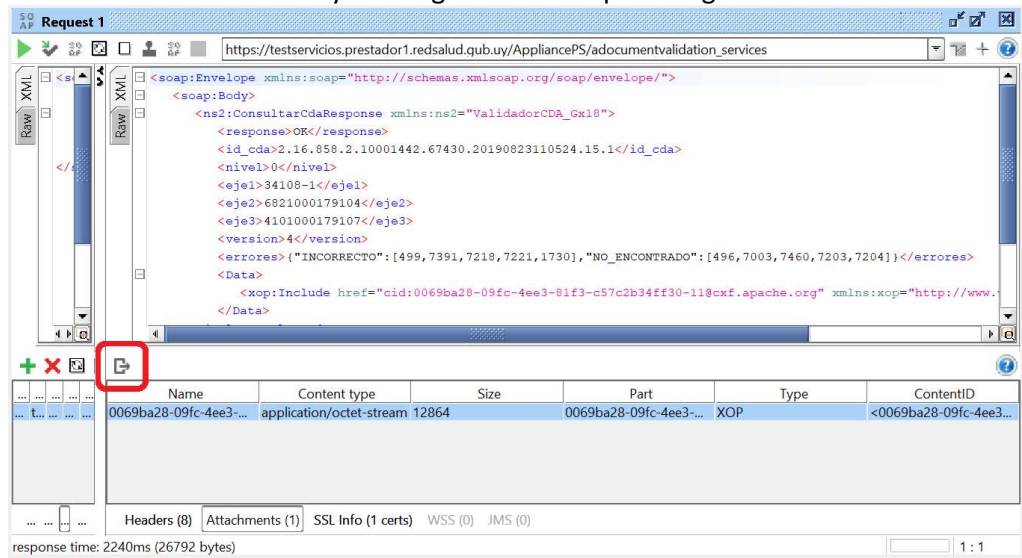 SOAP Request 1
https://testservicios.prestador1.redsalud.qub.uy/AppliancePS/adocumentvalidation_services
XML
Raw
XML
Raw
<s
</s
<soap:Envelope xmlns:soap="http://schemas.xmlsoap.org/soap/envelope/">
<soap:Body>
<ns2:ConsultarCdaResponse xmlns:ns2="ValidadorCDA_Gx18">
<response>OK</response>
<id_cda>2.16.858.2.10001442.67430.20190823110524.15.1</id_cda>
<nivel>0</nivel>
<eje1>34108-1</eje1>
<eje2>6821000179104</eje2>
<eje3>4101000179107</eje3>
<version>4</version>
<errores>{"INCORRECTO":[499,7391,7218,7221,1730],"NO_ENCONTRADO":[496,7003,7460,7203,7204]}</errores>
<Data>
<xop:Include href="cid:0069ba28-09fc-4ee3-81f3-c57c2b34ff30-11@cxf.apache.org" xmlns:xop="http://www.
</Data>
... ... ... ... ... Name Content type Size Part Type ContentID
... t... ... ... ... 0069ba28-09fc-4ee3-... application/octet-stream 12864 0069ba28-09fc-4ee3-... XOP <0069ba28-09fc-4ee3...
... ... ... ... Headers (8) Attachments (1) SSL Info (1 certs) WSS (0) JMS (0)
response time: 2240ms (26792 bytes) 1 : 1